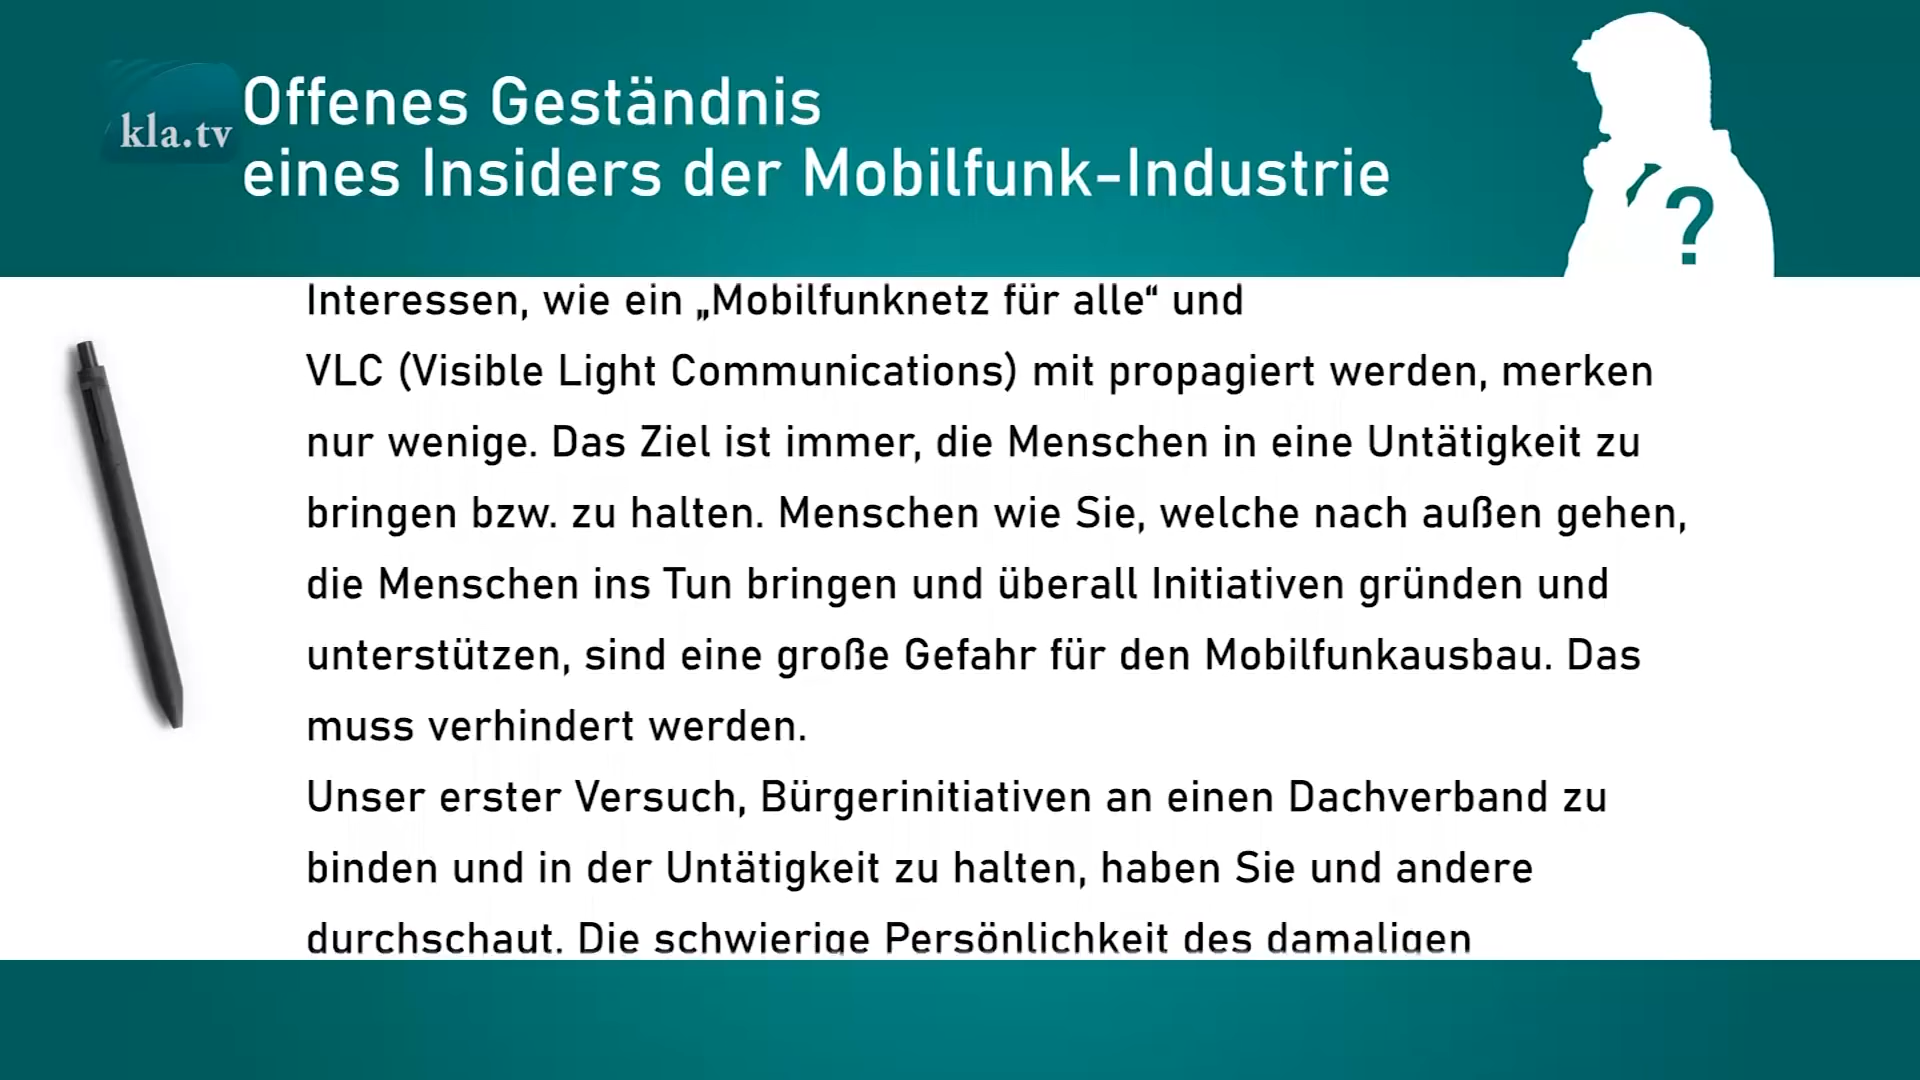 kla.tv
Offenes Geständnis
eines Insiders der Mobilfunk-Industrie
?
Interessen, wie ein „Mobilfunknetz für alle“ und
VLC (Visible Light Communications) mit propagiert werden, merken
nur wenige. Das Ziel ist immer, die Menschen in eine Untätigkeit zu
bringen bzw. zu halten. Menschen wie Sie, welche nach außen gehen,
die Menschen ins Tun bringen und überall Initiativen gründen und
unterstützen, sind eine große Gefahr für den Mobilfunkausbau. Das
muss verhindert werden.
Unser erster Versuch, Bürgerinitiativen an einen Dachverband zu
binden und in der Untätigkeit zu halten, haben Sie und andere
durchschaut. Die schwierige Persönlichkeit des damaligen